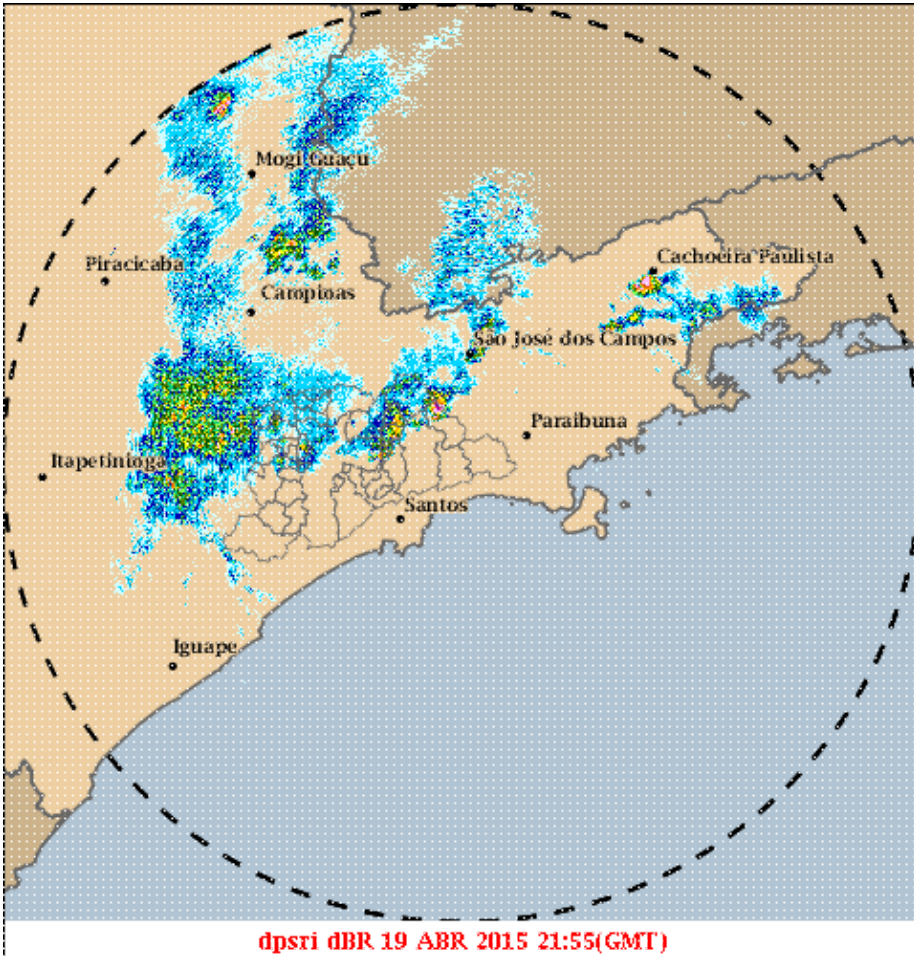 Mogi Guaçu
Piracicaba
Cachoeira Paulista
Campinas
São José dos Campos
Paraibuna
Itapetininga
Santos
Iguape
dpsri dBR 19 ABR 2015 21:55(GMT)